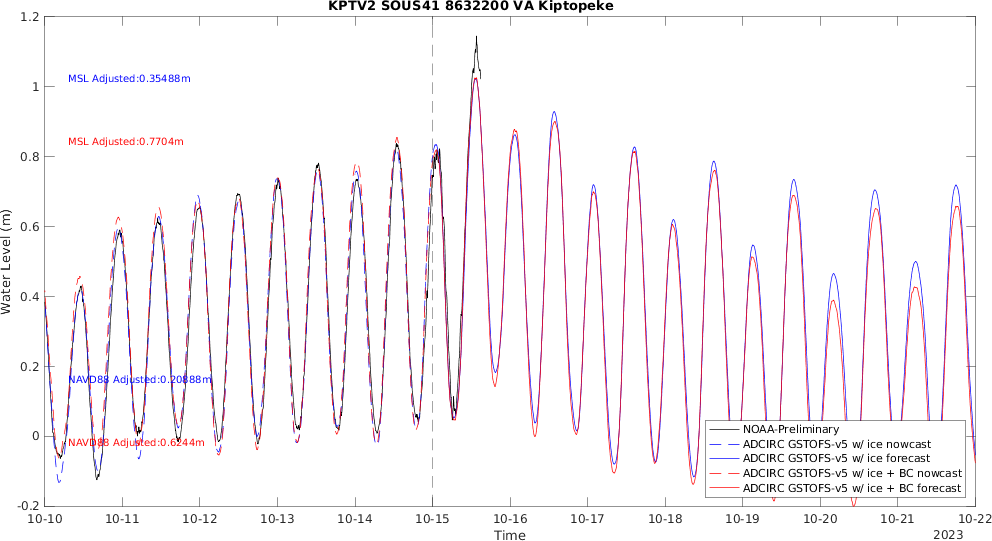 KPTV2 SOUS41 8632200 VA Kiptopeke
1.2
1
0.8
0.6
0.4
0.2
0
-0.2
Water Level (m)
MSL Adjusted:0.35488m
MSL Adjusted:0.7704m
NAVD88 Adjusted:0.20888m
NAVD88 Adjusted:0.6244m
NOAA-Preliminary
ADCIRC GSTOFS-v5 w/ ice nowcast
ADCIRC GSTOFS-v5 w/ ice forecast
ADCIRC GSTOFS-v5 w/ ice + BC nowcast
ADCIRC GSTOFS-v5 w/ ice + BC forecast
10-10 10-11 10-12 10-13 10-14 10-15 10-16 10-17 10-18 10-19 10-20 10-21 10-22
Time
2023